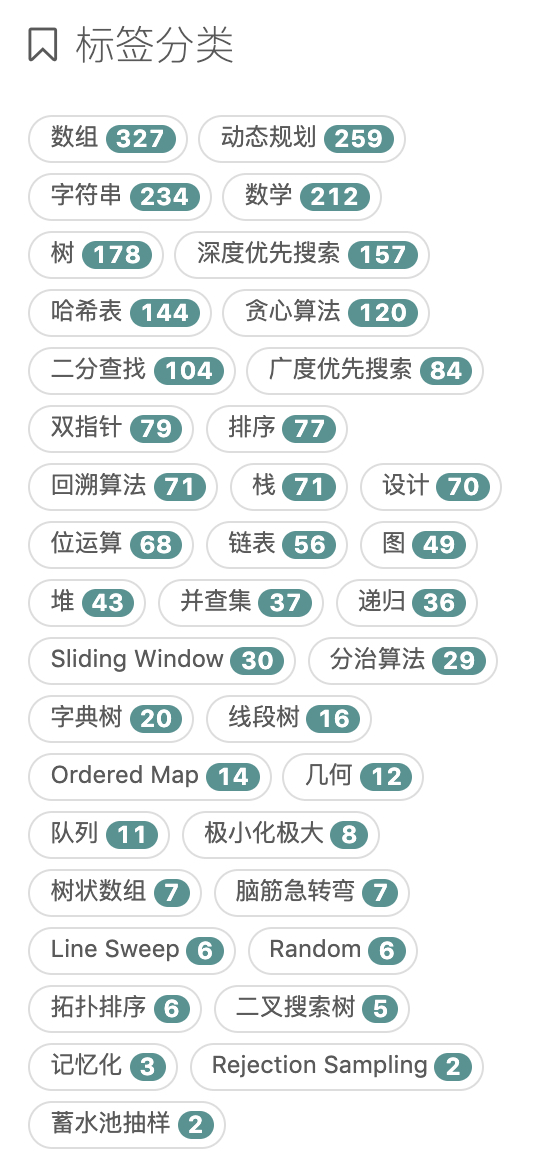 标签分类
数组 327 动态规划 259
字符串 234 数学 212
树 178 深度优先搜索 157
哈希表 144 贪心算法 120
二分查找 104 广度优先搜索 84
双指针 79 排序 77
回溯算法 71 栈 71 设计 70
位运算 68 链表 56 图 49
堆 43 并查集 37 递归 36
Sliding Window 30 分治算法 29
字典树 20 线段树 16
Ordered Map 14 几何 12
队列 11 极小化极大 8
树状数组 7 脑筋急转弯 7
Line Sweep 6 Random 6
拓扑排序 6 二叉搜索树 5
记忆化 3 Rejection Sampling 2
蓄水池抽样 2